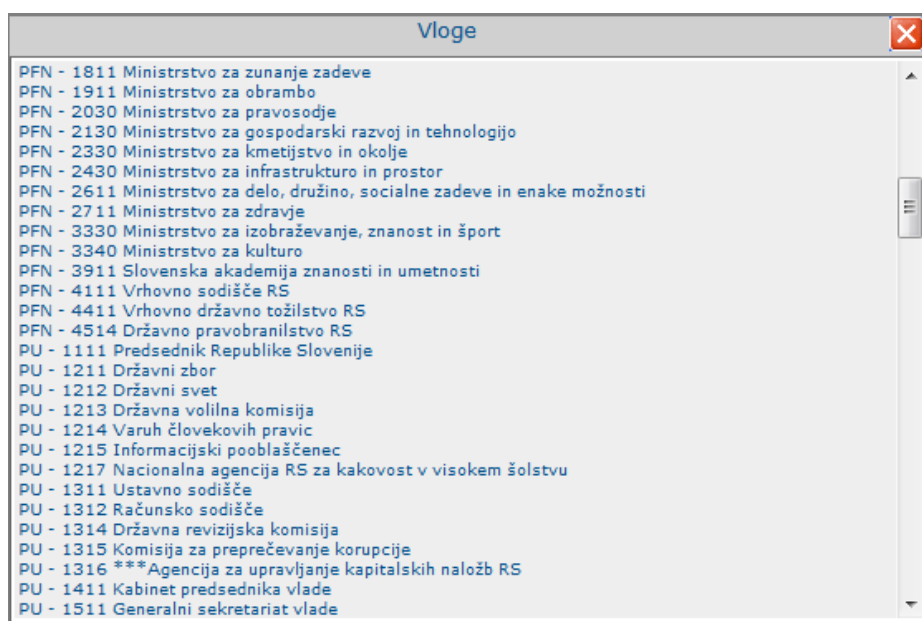 Vloge
PFN - 1811 Ministrstvo za zunanje zadeve
PFN - 1911 Ministrstvo za obrambo
PFN - 2030 Ministrstvo za pravosodje
PFN - 2130 Ministrstvo za gospodarski razvoj in tehnologijo
PFN - 2330 Ministrstvo za kmetijstvo in okolje
PFN - 2430 Ministrstvo za infrastrukturo in prostor
PFN - 2611 Ministrstvo za delo, družino, socialne zadeve in enake možnosti
PFN - 2711 Ministrstvo za zdravje
PFN - 3330 Ministrstvo za izobraževanje, znanost in šport
PFN - 3340 Ministrstvo za kulturo
PFN - 3911 Slovenska akademija znanosti in umetnosti
PFN - 4111 Vrhovno sodišče RS
PFN - 4411 Vrhovno državno tožilstvo RS
PFN - 4514 Državno pravobranilstvo RS
PU - 1111 Predsednik Republike Slovenije
PU - 1211 Državni zbor
PU - 1212 Državni svet
PU - 1213 Državna volilna komisija
PU - 1214 Varuh človekovih pravic
PU - 1215 Informacijski pooblaščenec
PU - 1217 Nacionalna agencija RS za kakovost v visokem šolstvu
PU - 1311 Ustavno sodišče
PU - 1312 Računsko sodišče
PU - 1314 Državna revizijska komisija
PU - 1315 Komisija za preprečevanje korupcije
PU - 1316 ***Agencija za upravljanje kapitalskih naložb RS
PU - 1411 Kabinet predsednika vlade
PU - 1511 Generalni sekretariat vlade